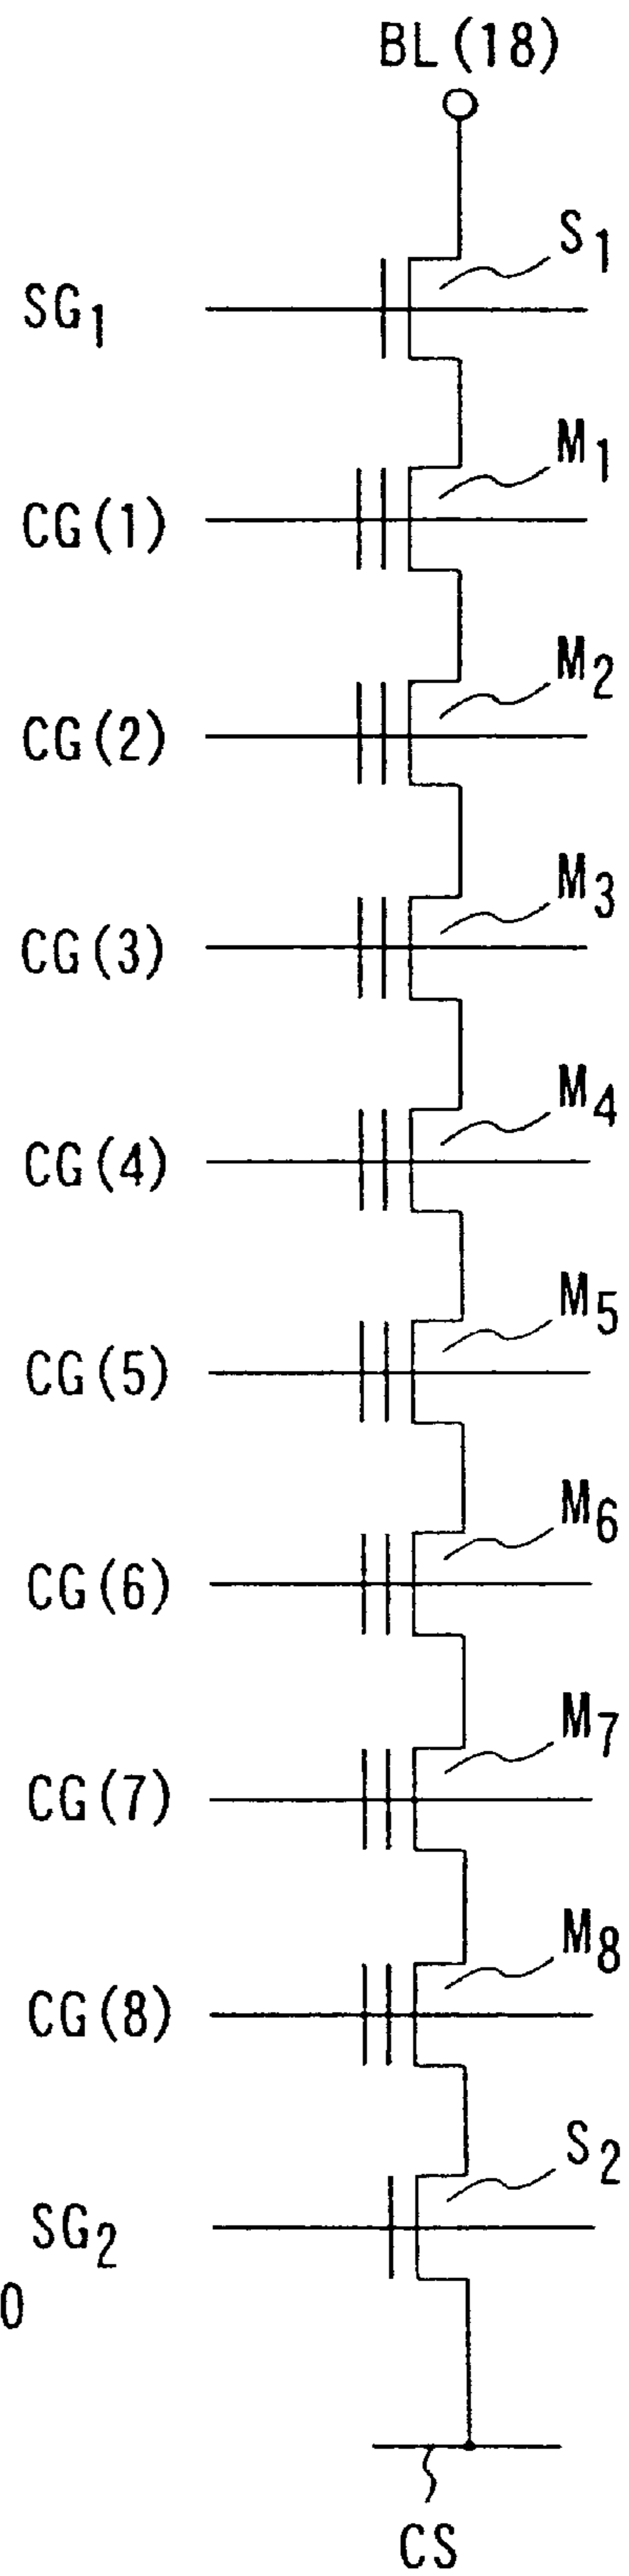 BL(18)
S1
SG1
M1
CG(1)
M2
CG(2)
M3
CG(3)
M4
CG(4)
M5
CG(5)
M6
CG(6)
M7
CG(7)
M8
CG(8)
S2
SG2
0
CS